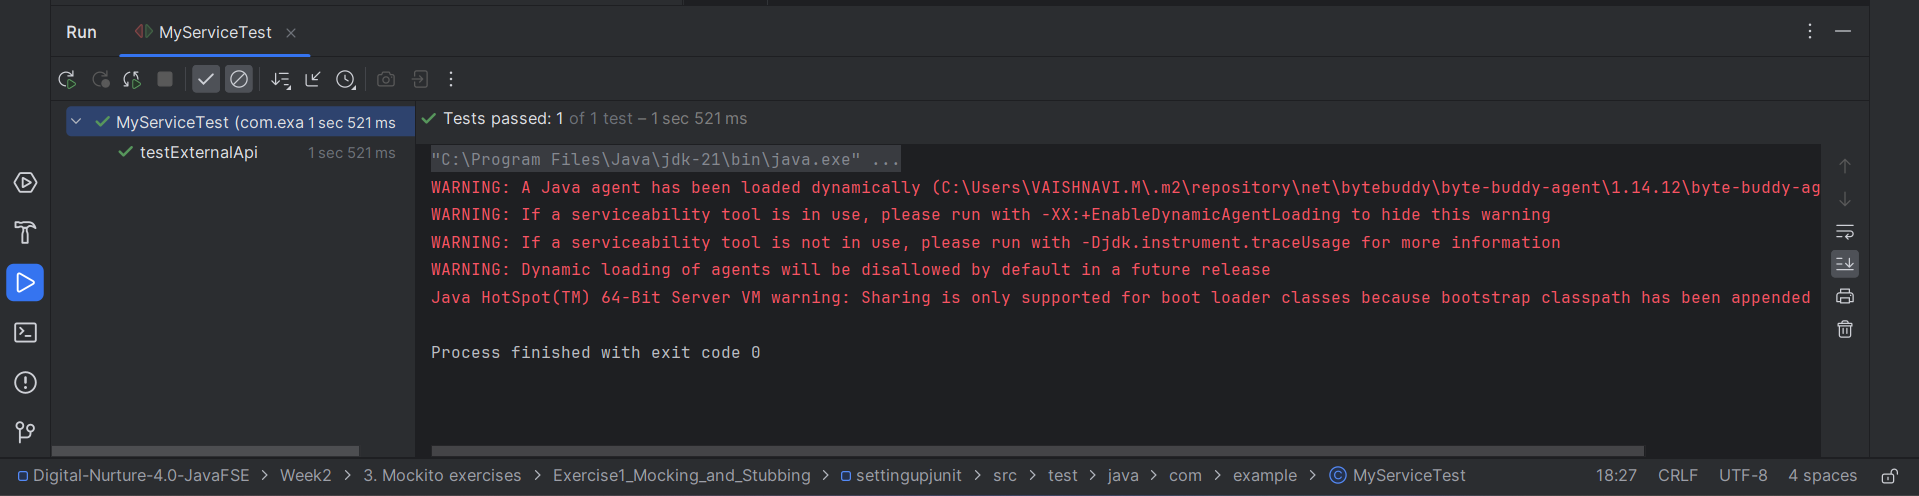 Run MyServiceTest
MyServiceTest (com.exa 1 sec 521 ms
testExternalApi 1 sec 521 ms
Tests passed: 1 of 1 test – 1 sec 521 ms
"C:\Program Files\Java\jdk-21\bin\java.exe" ...
WARNING: A Java agent has been loaded dynamically (C:\Users\VAISHNAVI.M\.m2\repository\net\bytebuddy\byte-buddy-agent\1.14.12\byte-buddy-ag
WARNING: If a serviceability tool is in use, please run with -XX:+EnableDynamicAgentLoading to hide this warning
WARNING: If a serviceability tool is not in use, please run with -Djdk.instrument.traceUsage for more information
WARNING: Dynamic loading of agents will be disallowed by default in a future release
Java HotSpot(TM) 64-Bit Server VM warning: Sharing is only supported for boot loader classes because bootstrap classpath has been appended
Process finished with exit code 0
Digital-Nurture-4.0-JavaFSE > Week2 > 3. Mockito exercises > Exercise1_Mocking_and_Stubbing > settingupjunit > src > test > java > com > example > MyServiceTest 18:27 CRLF UTF-8 4 spaces